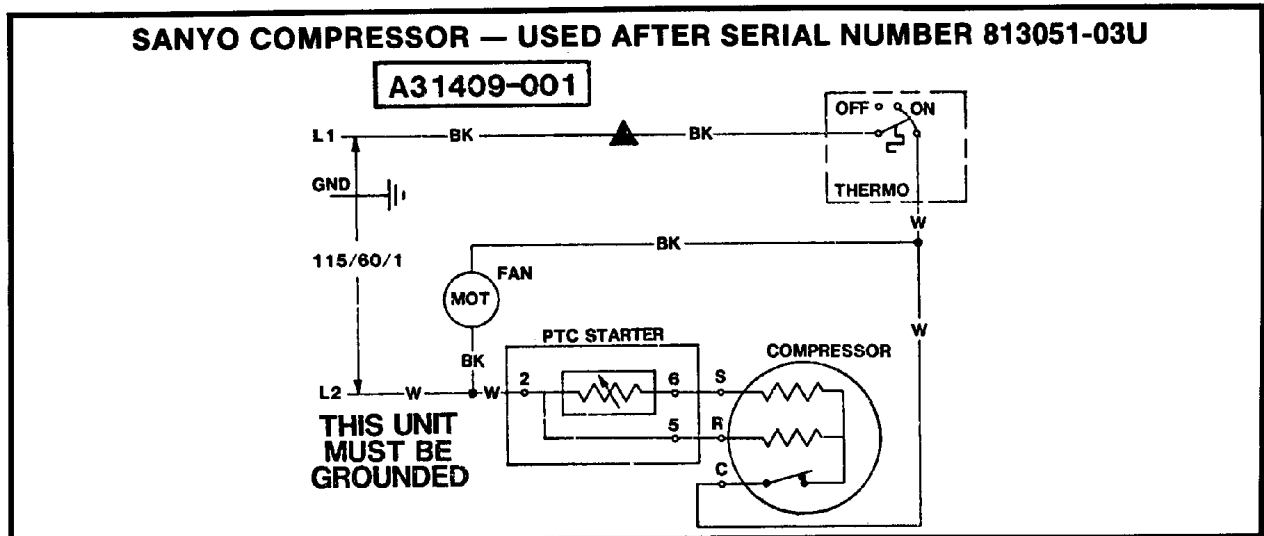 SANYO COMPRESSOR — USED AFTER SERIAL NUMBER 813051-03U
A31409-001
OFF ON
L1 BK BK
GND
THERMO
W
BK
115/60/1
FAN
MOT
W
PTC STARTER
COMPRESSOR
BK
2 6 S
L2 W W
THIS UNIT
MUST BE
GROUNDED
5 R
C